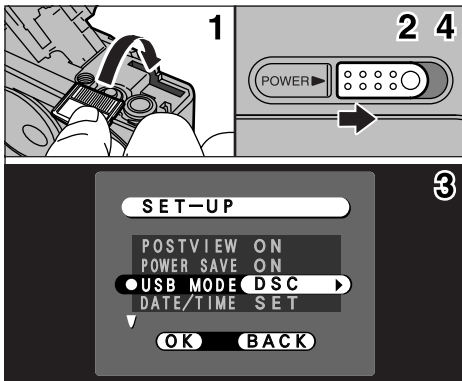 1
2 4
POWER
3
SET-UP
POSTVIEW ON
POWER SAVE ON
USB MODE DSC
DATE/TIME SET
OK BACK